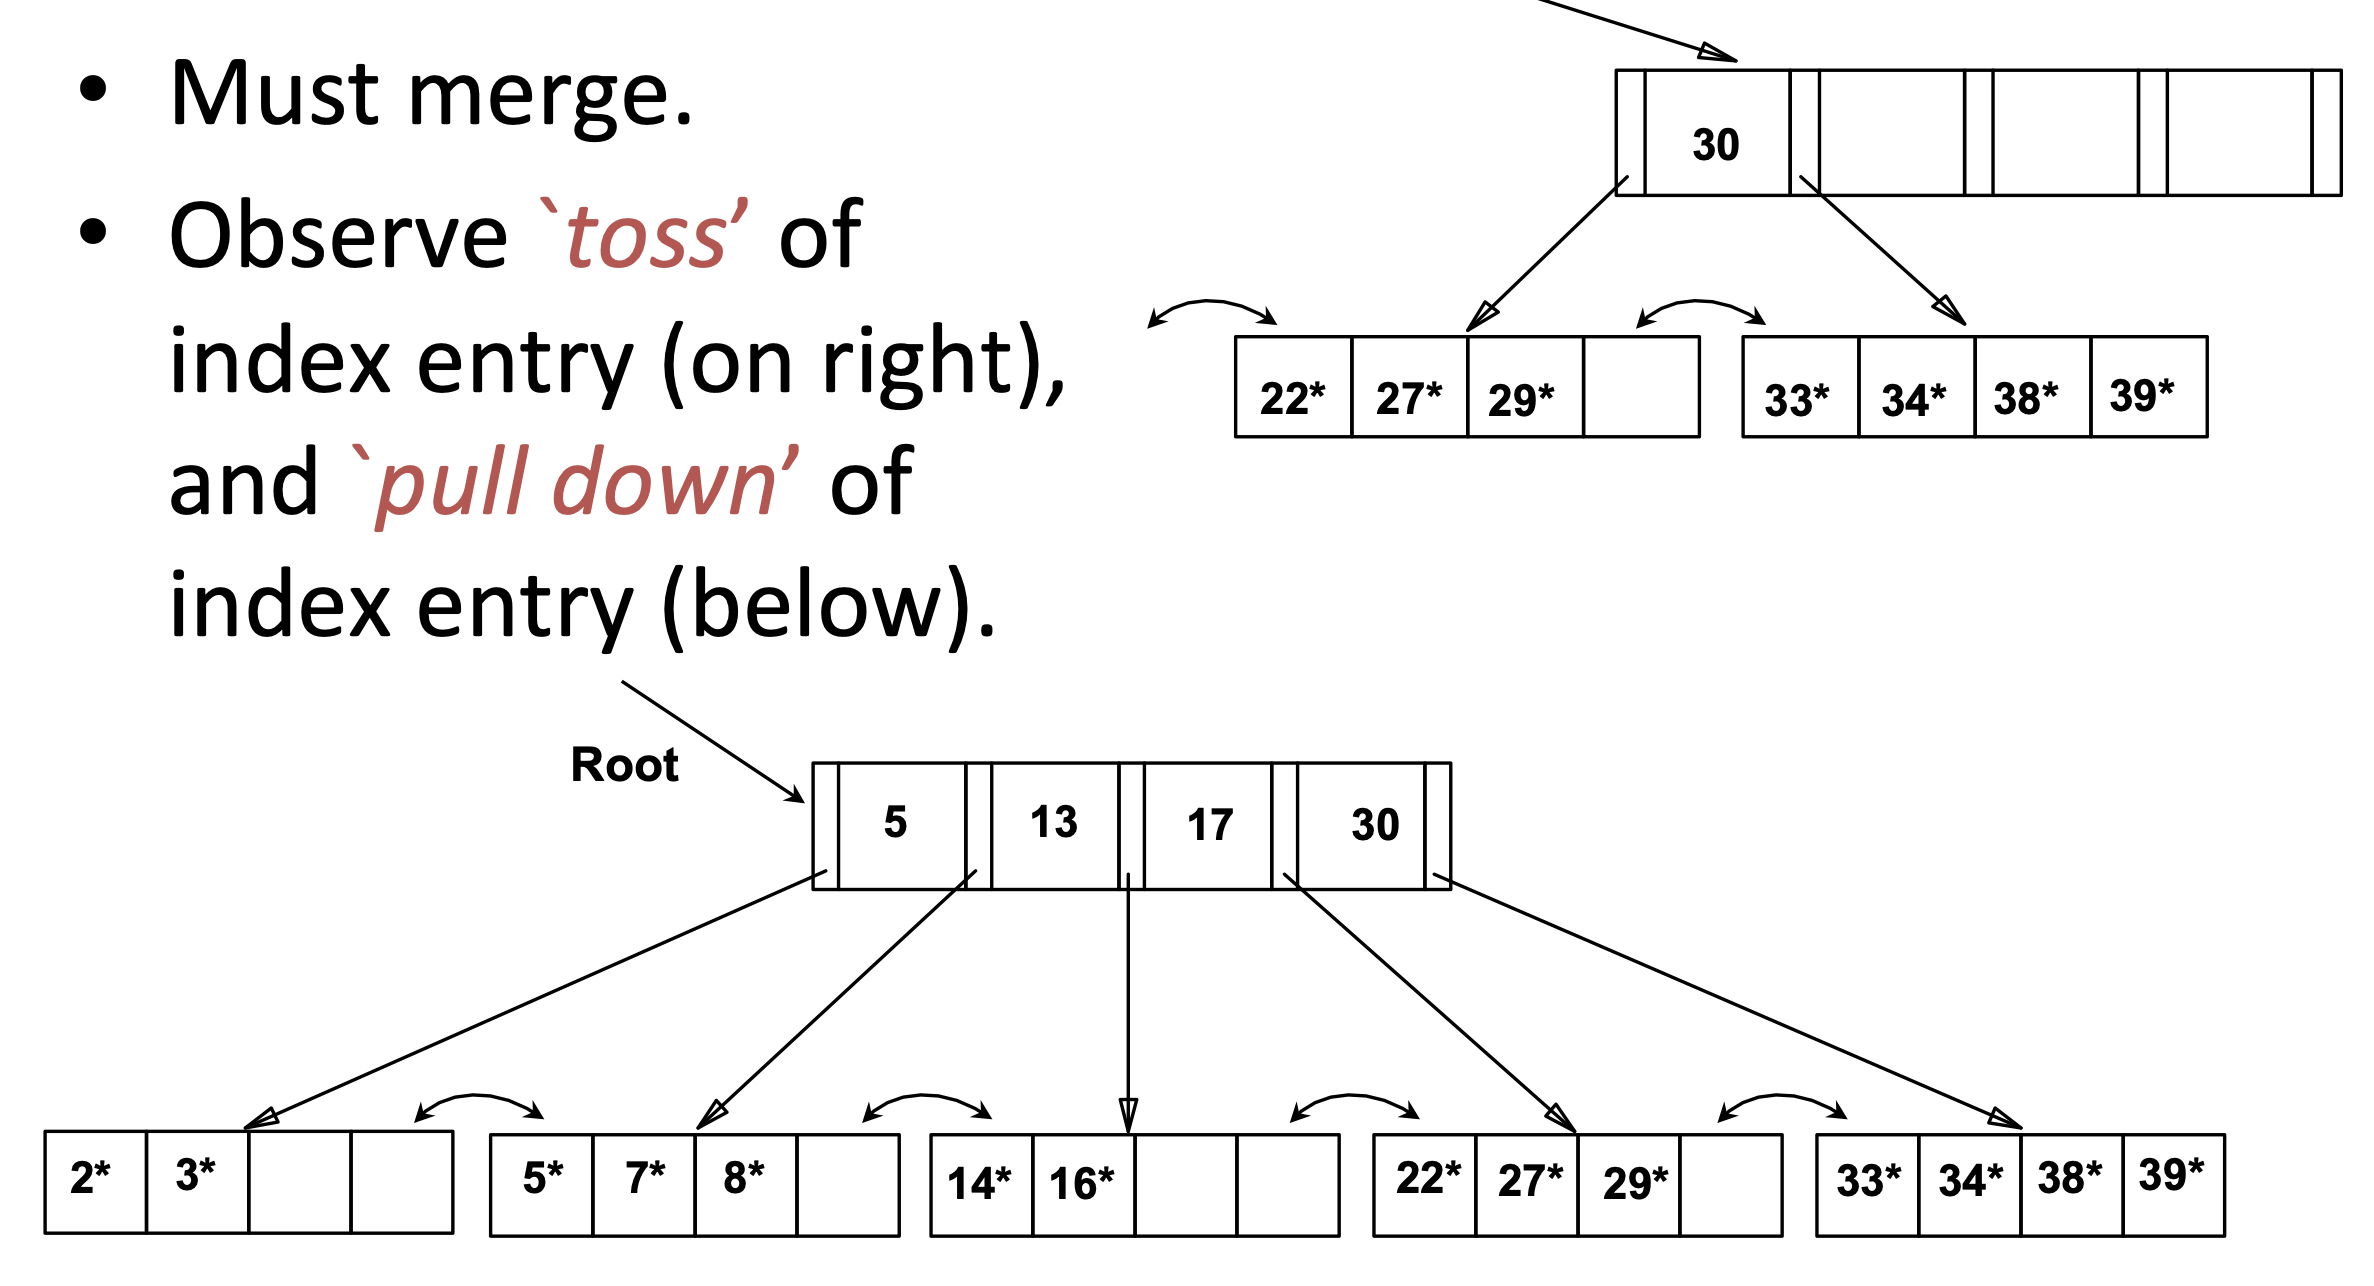 • Must merge.
• Observe `toss’ of
index entry (on right),
and `pull down’ of
index entry (below).
30
22* 27* 29* 33* 34* 38* 39*
Root
5 13 17 30
2* 3* 5* 7* 8* 14* 16* 22* 27* 29* 33* 34* 38* 39*